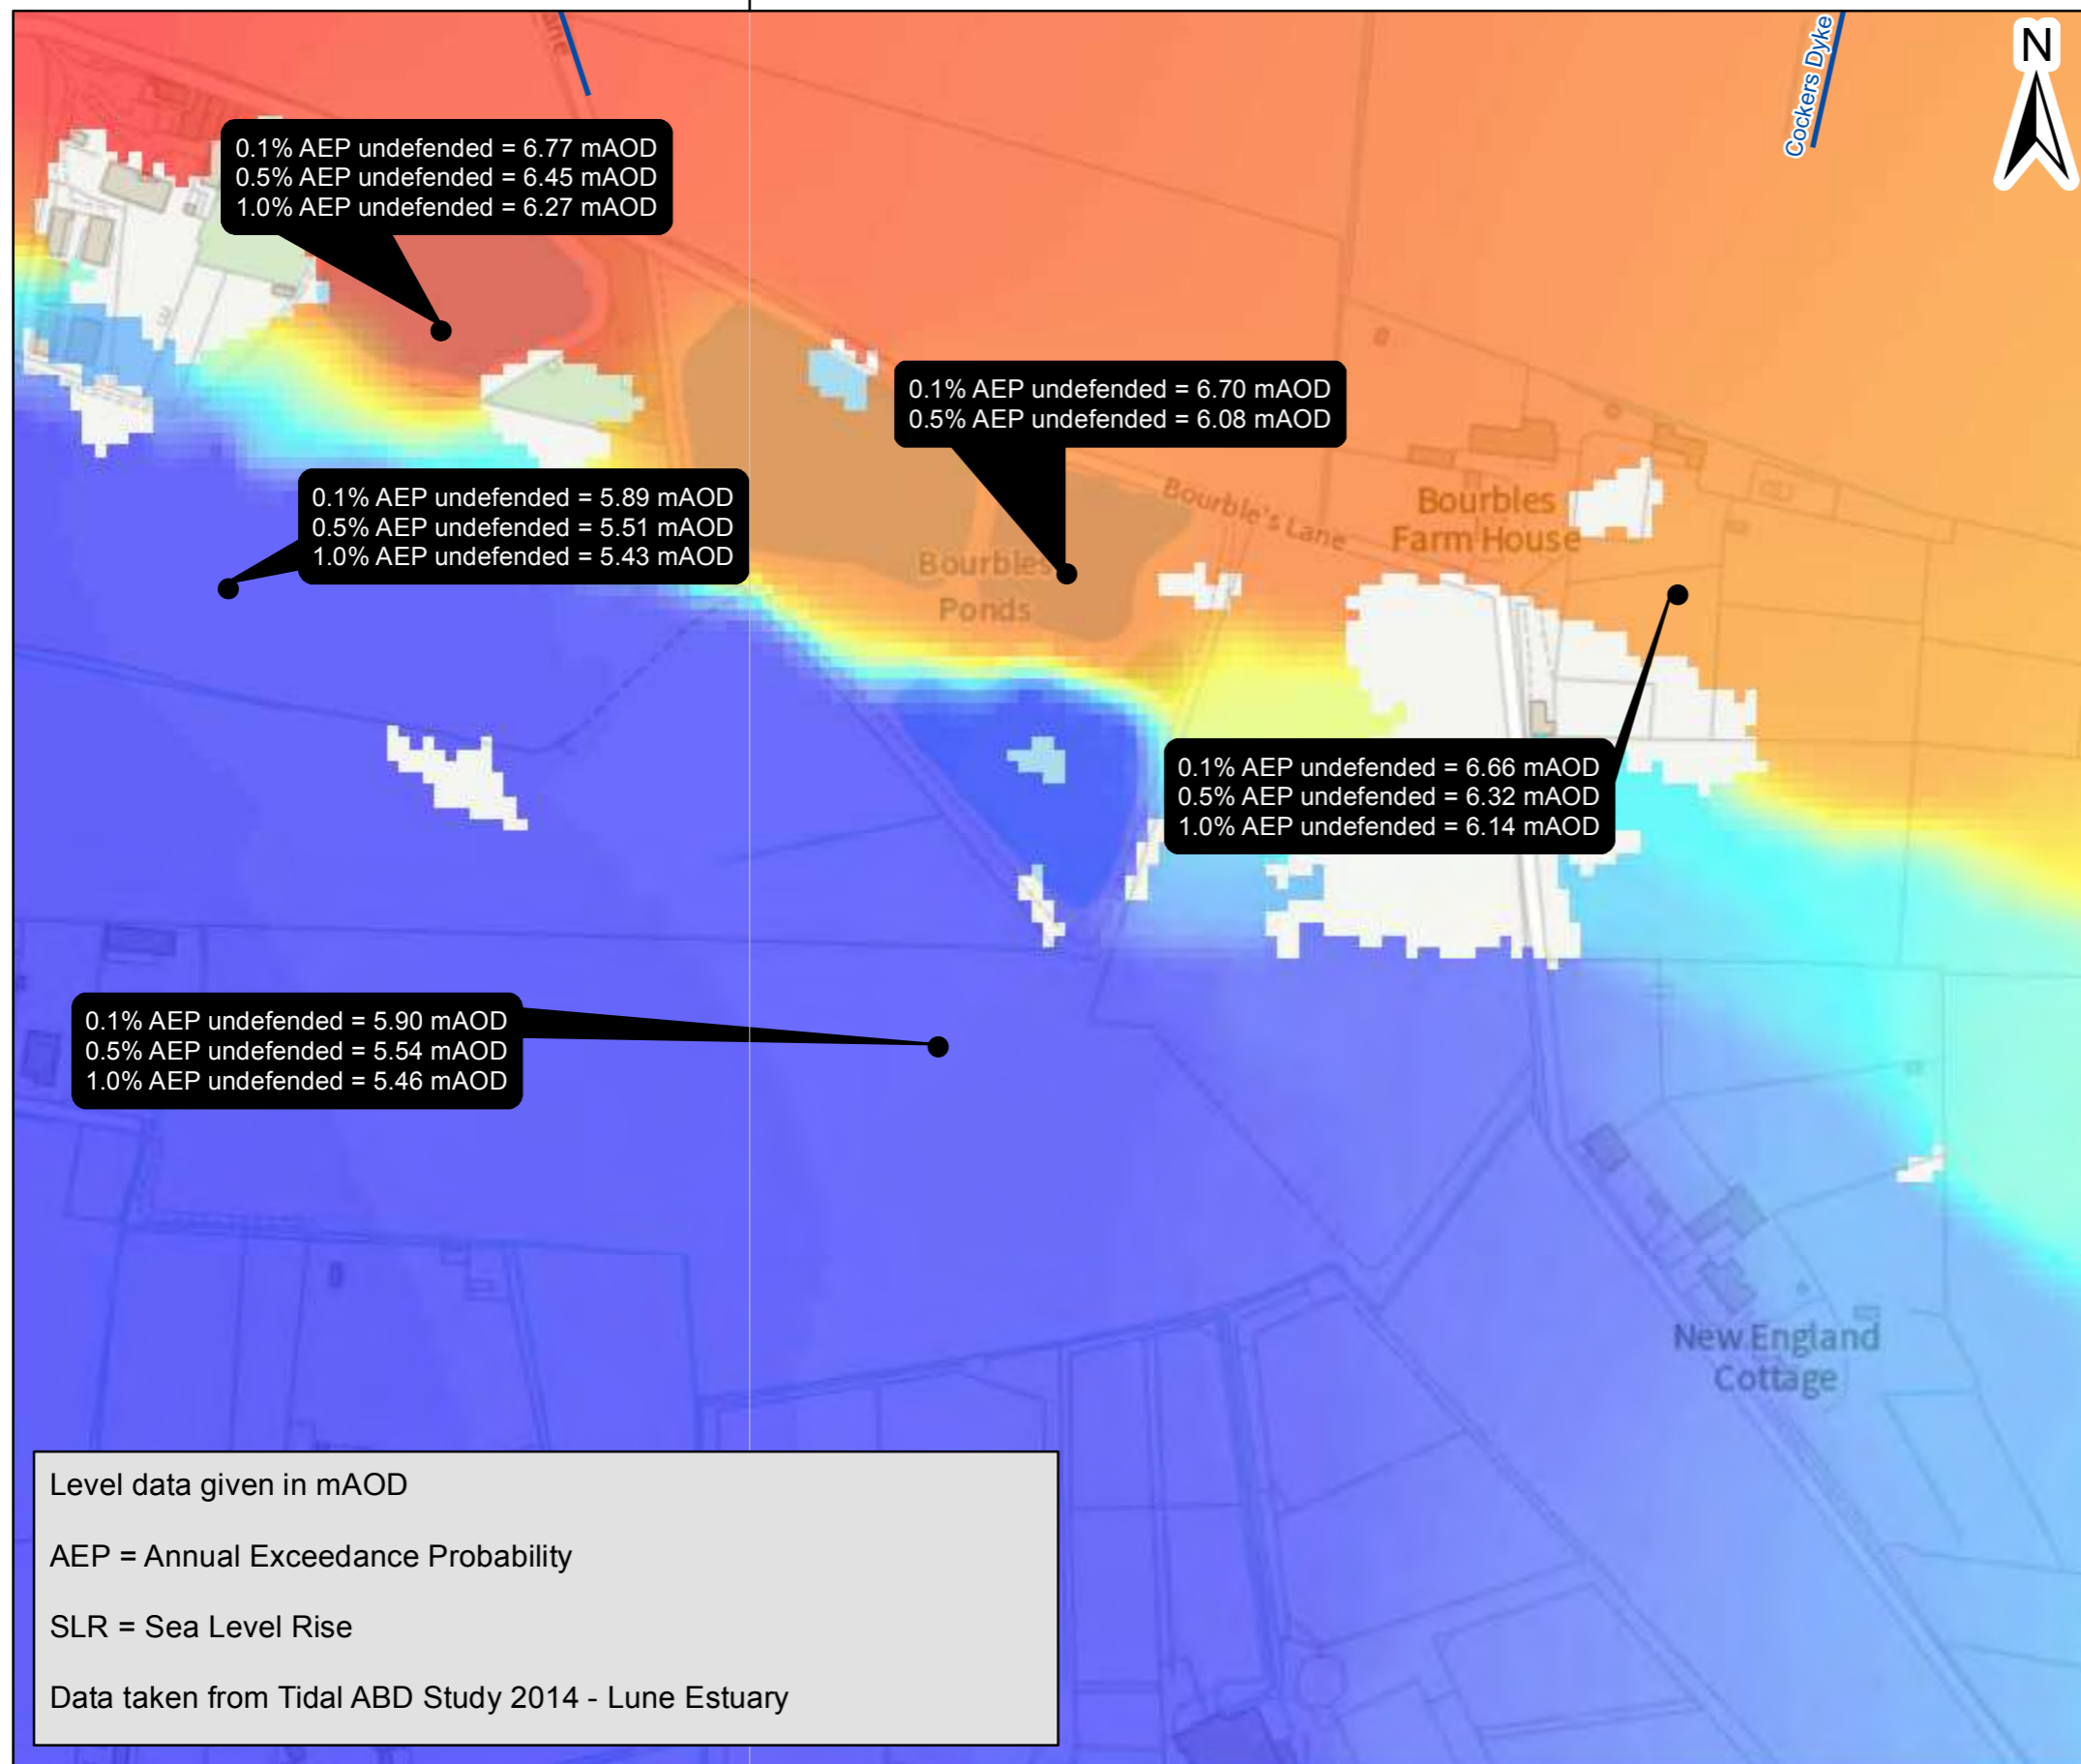 ane
Cockers Dyke
N
0.1% AEP undefended = 6.77 mAOD
0.5% AEP undefended = 6.45 mAOD
1.0% AEP undefended = 6.27 mAOD
0.1% AEP undefended = 6.70 mAOD
0.5% AEP undefended = 6.08 mAOD
0.1% AEP undefended = 5.89 mAOD
0.5% AEP undefended = 5.51 mAOD
1.0% AEP undefended = 5.43 mAOD
Bourble's Lane
Bourbles
Farm House
Bourbles
Ponds
0.1% AEP undefended = 6.66 mAOD
0.5% AEP undefended = 6.32 mAOD
1.0% AEP undefended = 6.14 mAOD
0.1% AEP undefended = 5.90 mAOD
0.5% AEP undefended = 5.54 mAOD
1.0% AEP undefended = 5.46 mAOD
New England
Cottage
Level data given in mAOD
AEP = Annual Exceedance Probability
SLR = Sea Level Rise
Data taken from Tidal ABD Study 2014 - Lune Estuary